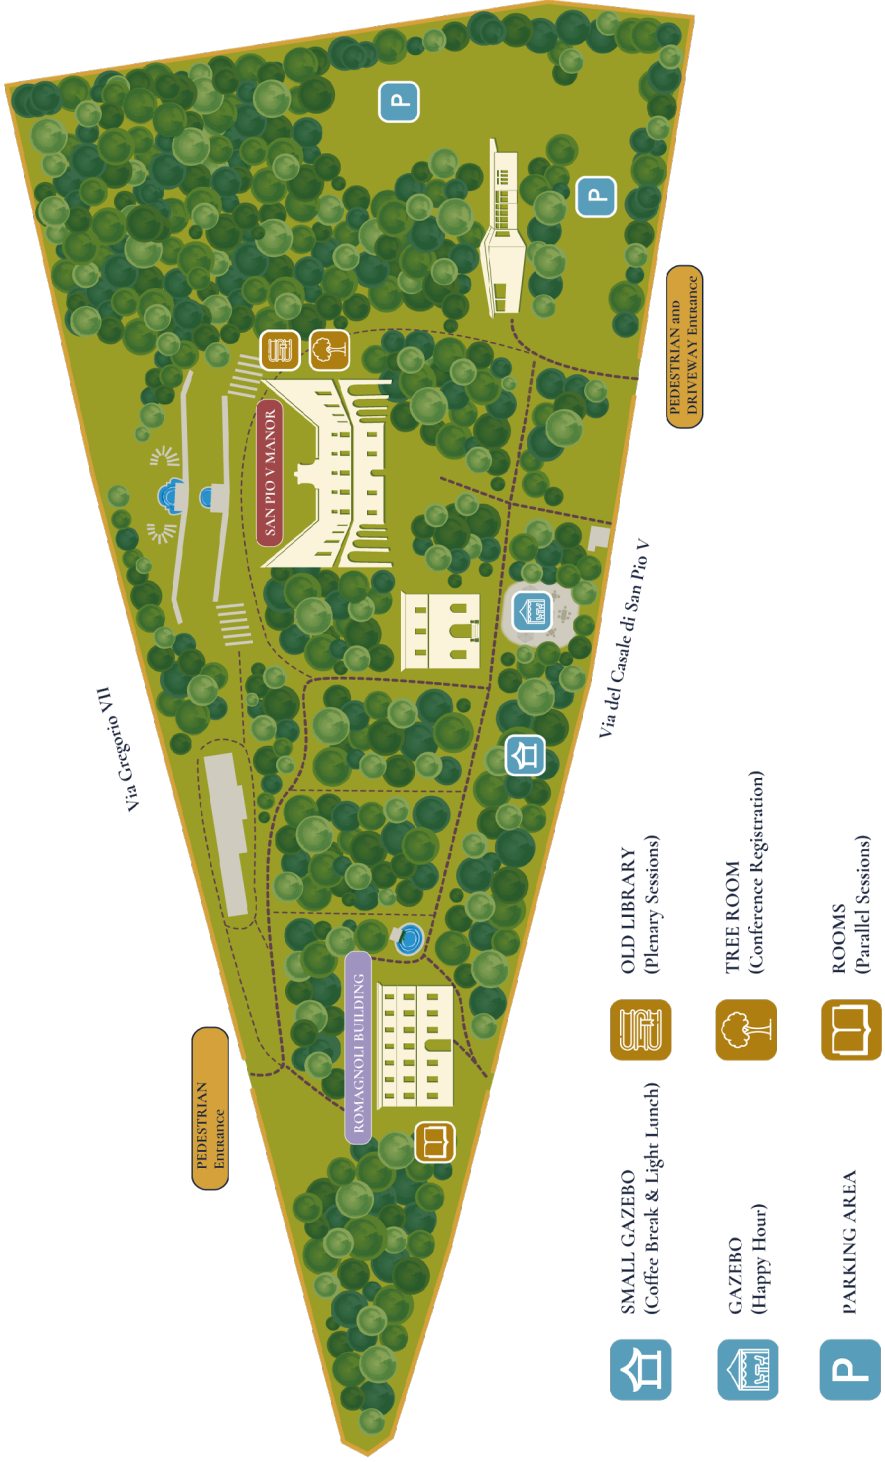 Via Gregorio VII
SAN PIO V MANOR
P
P
PEDESTRIAN
Entrance
ROMAGNOLI BUILDING
PEDESTRIAN and
DRIVEWAY Entrance
Via del Casale di San Pio V
SMALL GAZEBO
(Coffee Break & Light Lunch)
OLD LIBRARY
(Plenary Sessions)
GAZEBO
(Happy Hour)
TREE ROOM
(Conference Registration)
P
PARKING AREA
ROOMS
(Parallel Sessions)